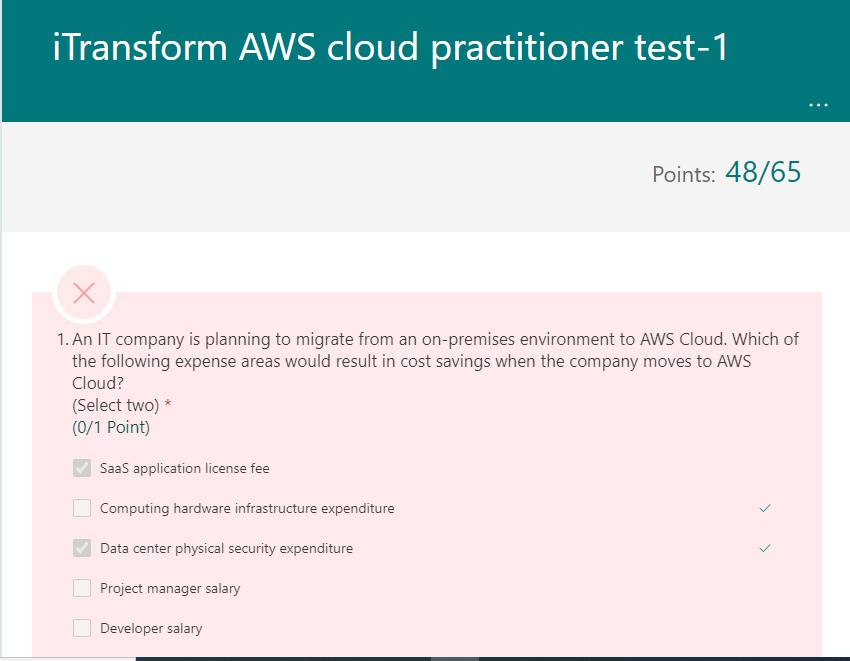 iTransform AWS cloud practitioner test-1
...
Points: 48/65
1. An IT company is planning to migrate from an on-premises environment to AWS Cloud. Which of
the following expense areas would result in cost savings when the company moves to AWS
Cloud?
(Select two) *
(0/1 Point)
SaaS application license fee
Computing hardware infrastructure expenditure
Data center physical security expenditure
Project manager salary
Developer salary